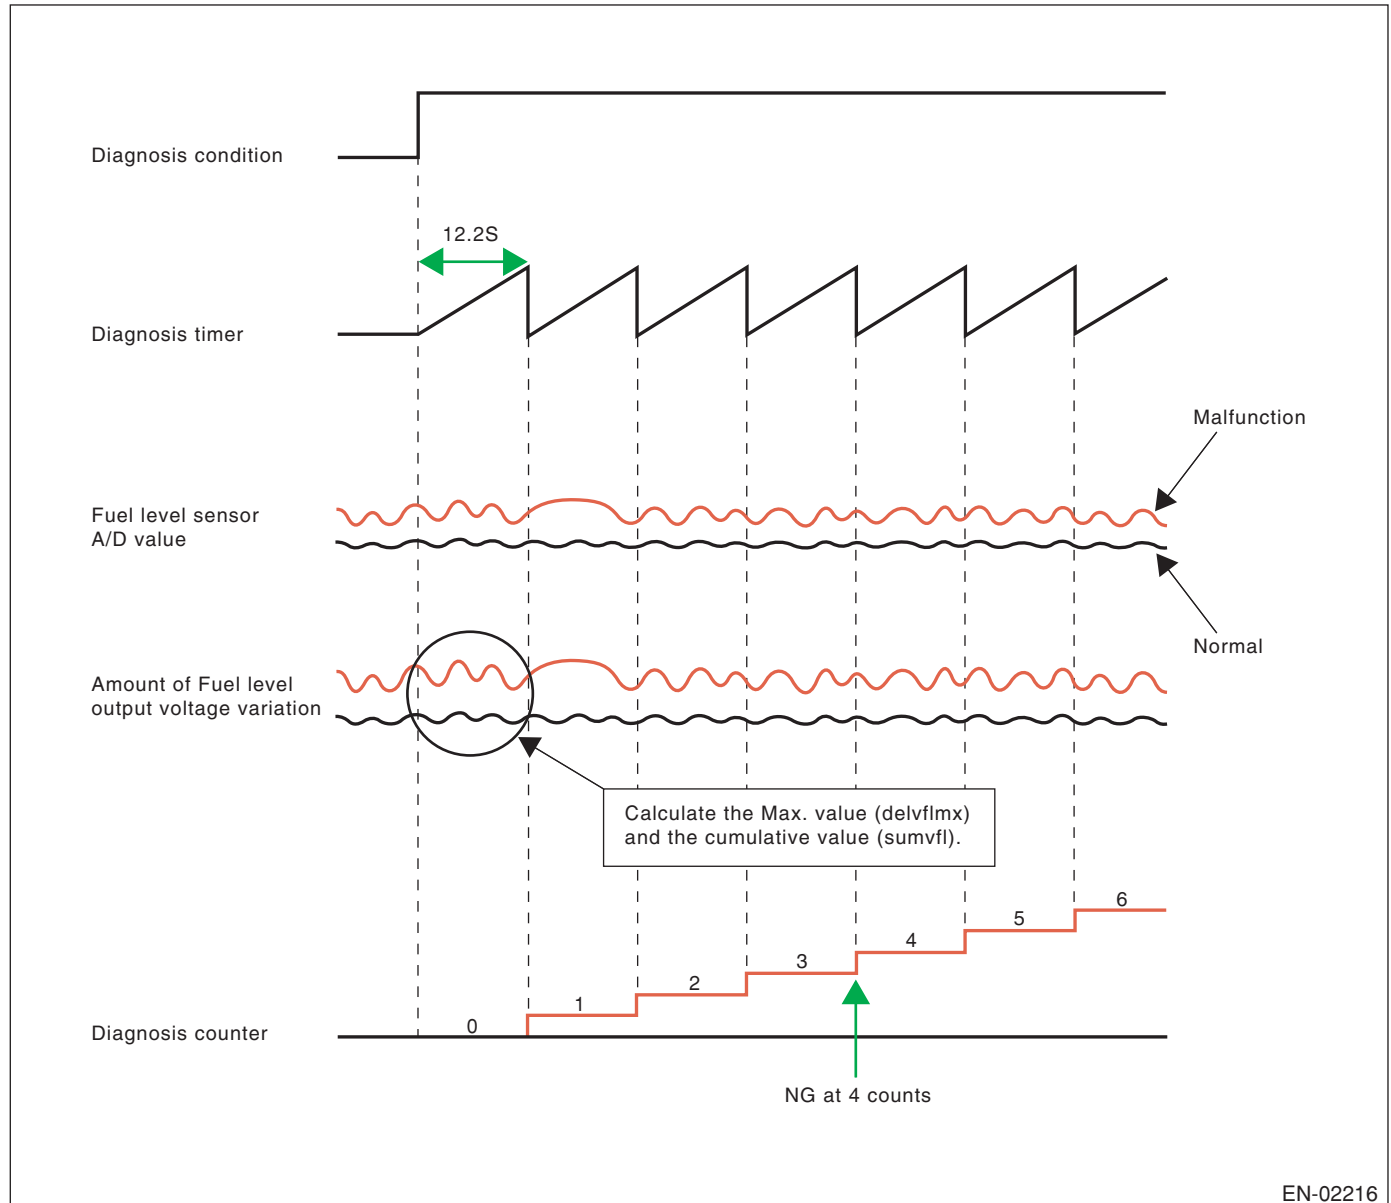 Diagnosis condition
12.2S
Diagnosis timer
Malfunction
Fuel level sensor
A/D value
Normal
Amount of Fuel level
output voltage variation
Calculate the Max. value (delvflmx)
and the cumulative value (sumvfl).
6
5
4
3
2
1
0
Diagnosis counter
NG at 4 counts
EN-02216